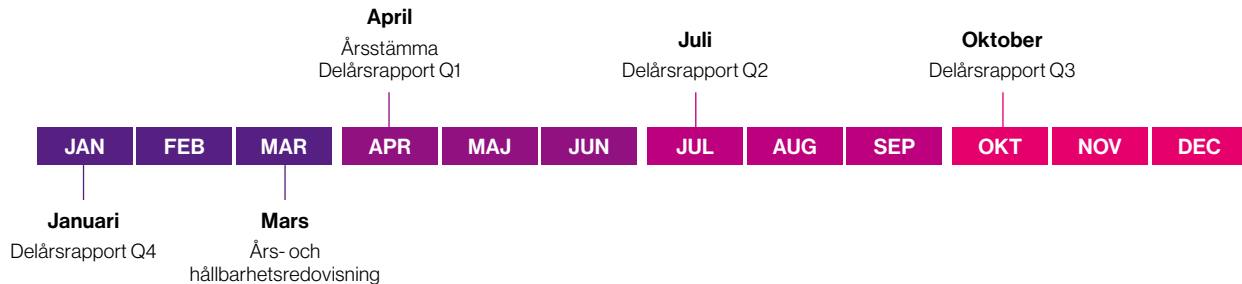 April
Årsstämma
Delårsrapport Q1
Juli
Delårsrapport Q2
Oktober
Delårsrapport Q3
JAN FEB MAR APR MAJ JUN JUL AUG SEP OKT NOV DEC
Januari
Delårsrapport Q4
Mars
Års- och
hållbarhetsredovisning